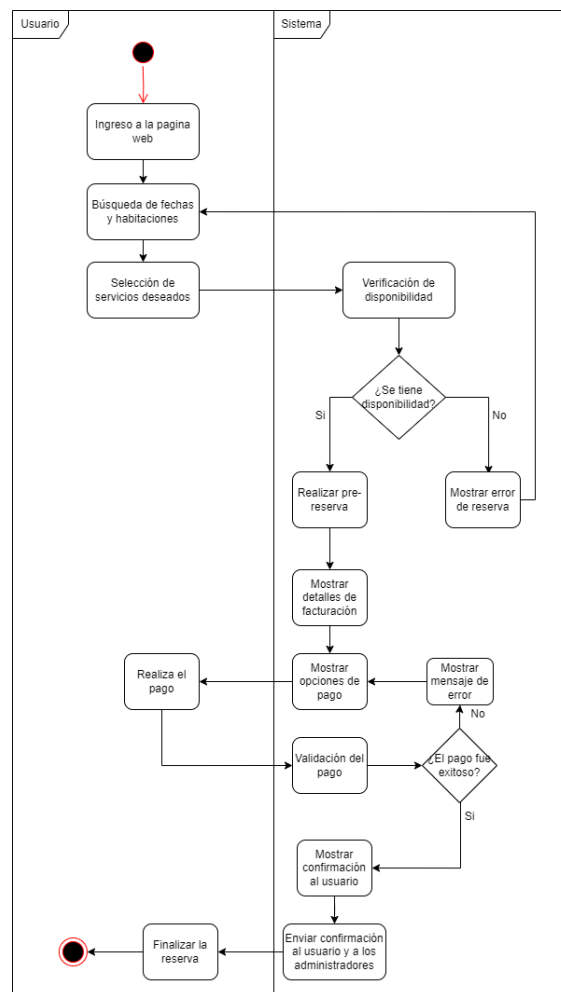 Usuario
Sistema
Ingreso a la pagina
web
Búsqueda de fechas
y habitaciones
Selección de
servicios deseados
Verificación de
disponibilidad
¿Se tiene
disponibilidad?
Si
No
Realizar pre-
reserva
Mostrar error
de reserva
Mostrar
detalles de
facturación
Mostrar
opciones de
pago
Mostrar
mensaje de
error
Realiza el
pago
No
Validación del
pago
¿El pago fue
exitoso?
Si
Mostrar
confirmación
al usuario
Enviar confirmación
al usuario y a los
administradores
Finalizar la
reserva